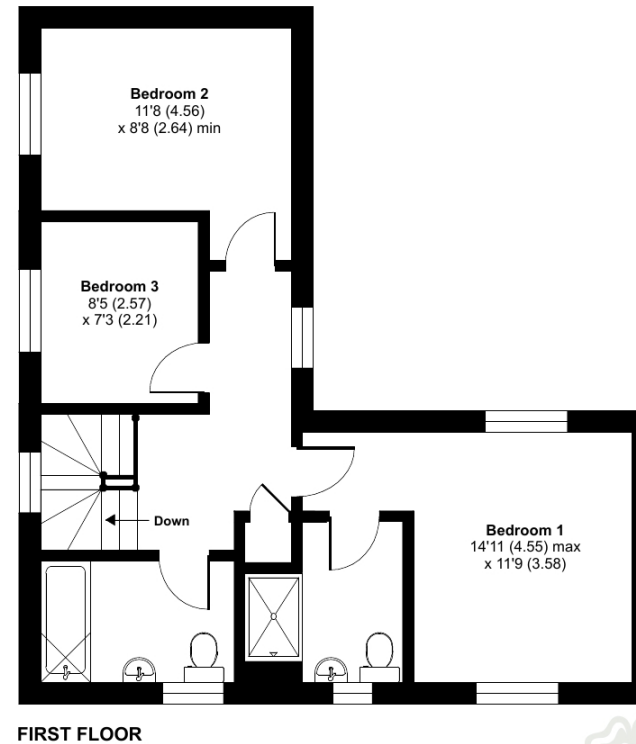 Bedroom 2
11'8 (4.56)
x 8'8 (2.64) min
Bedroom 3
8'5 (2.57)
x 7'3 (2.21)
Down
Bedroom 1
14'11 (4.55) max
x 11'9 (3.58)
FIRST FLOOR